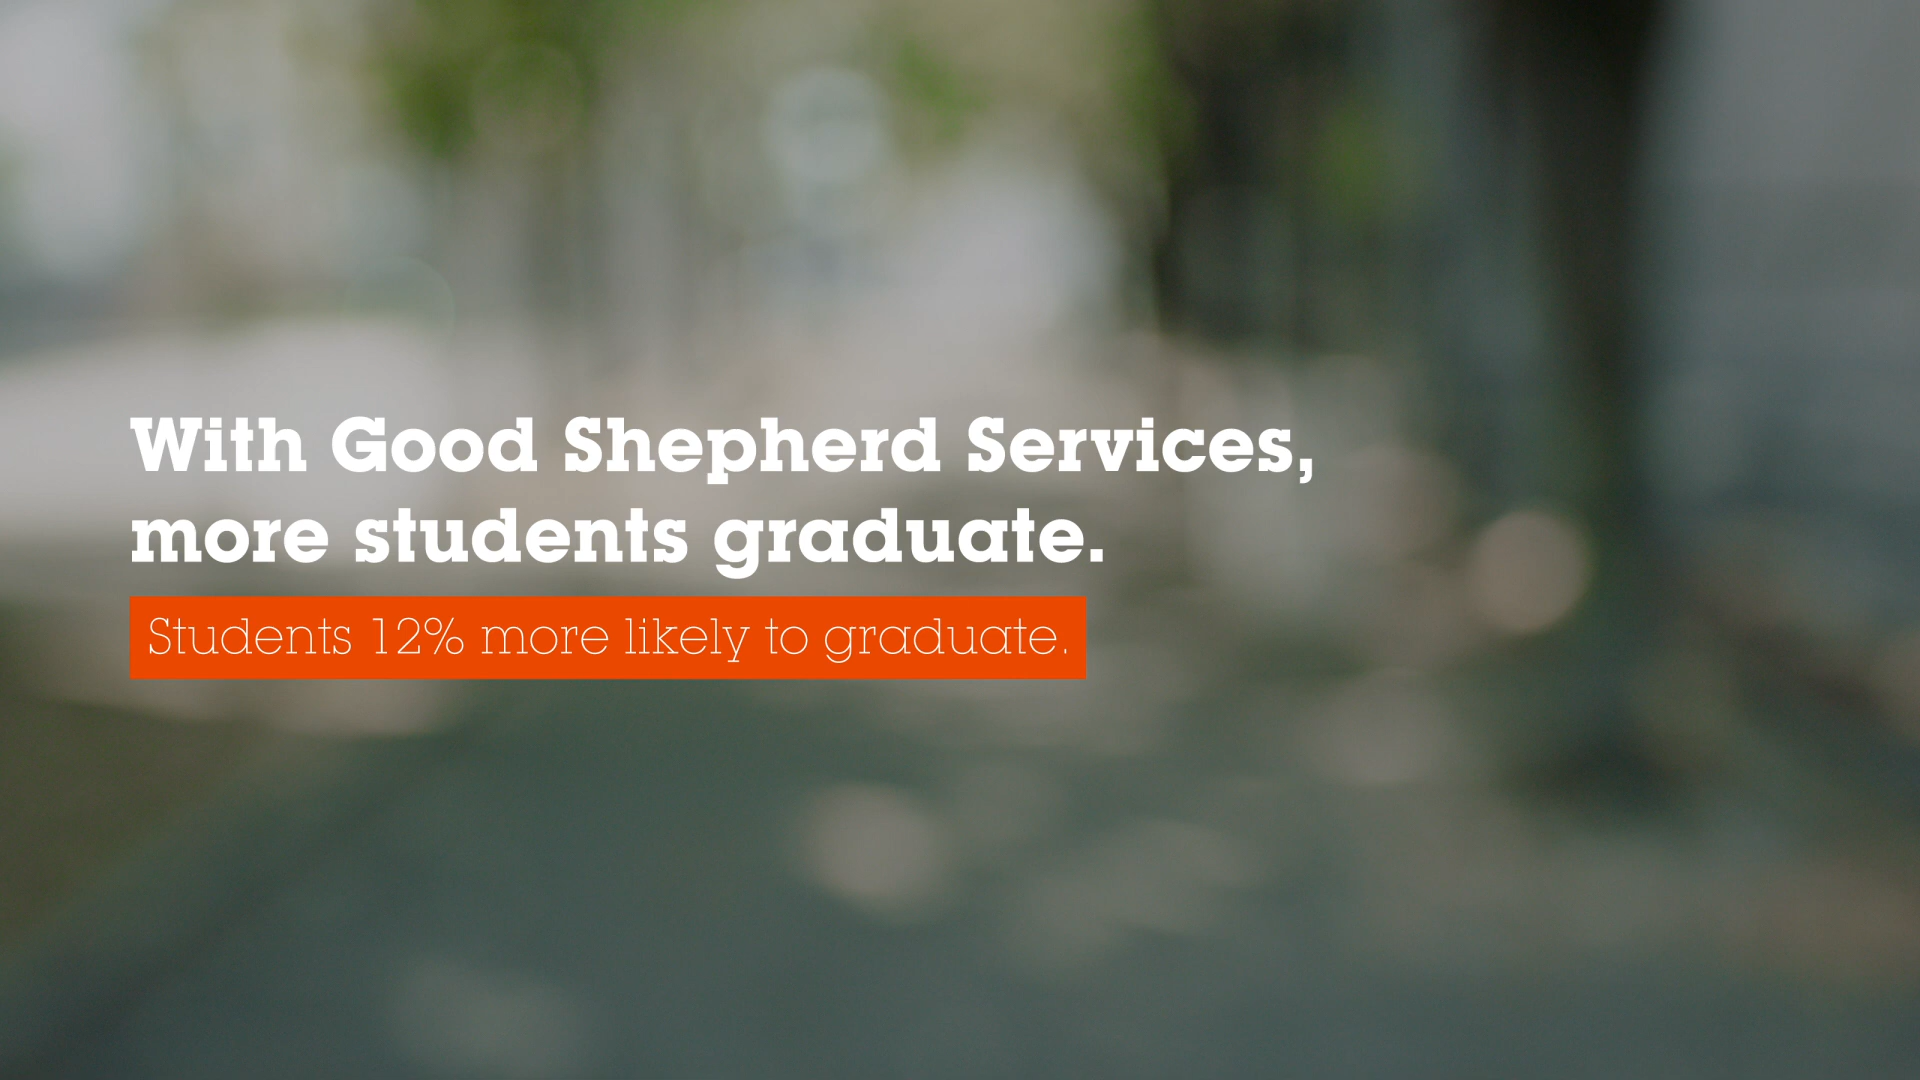 With Good Shepherd Services,
more students graduate.
Students 12% more likely to graduate.